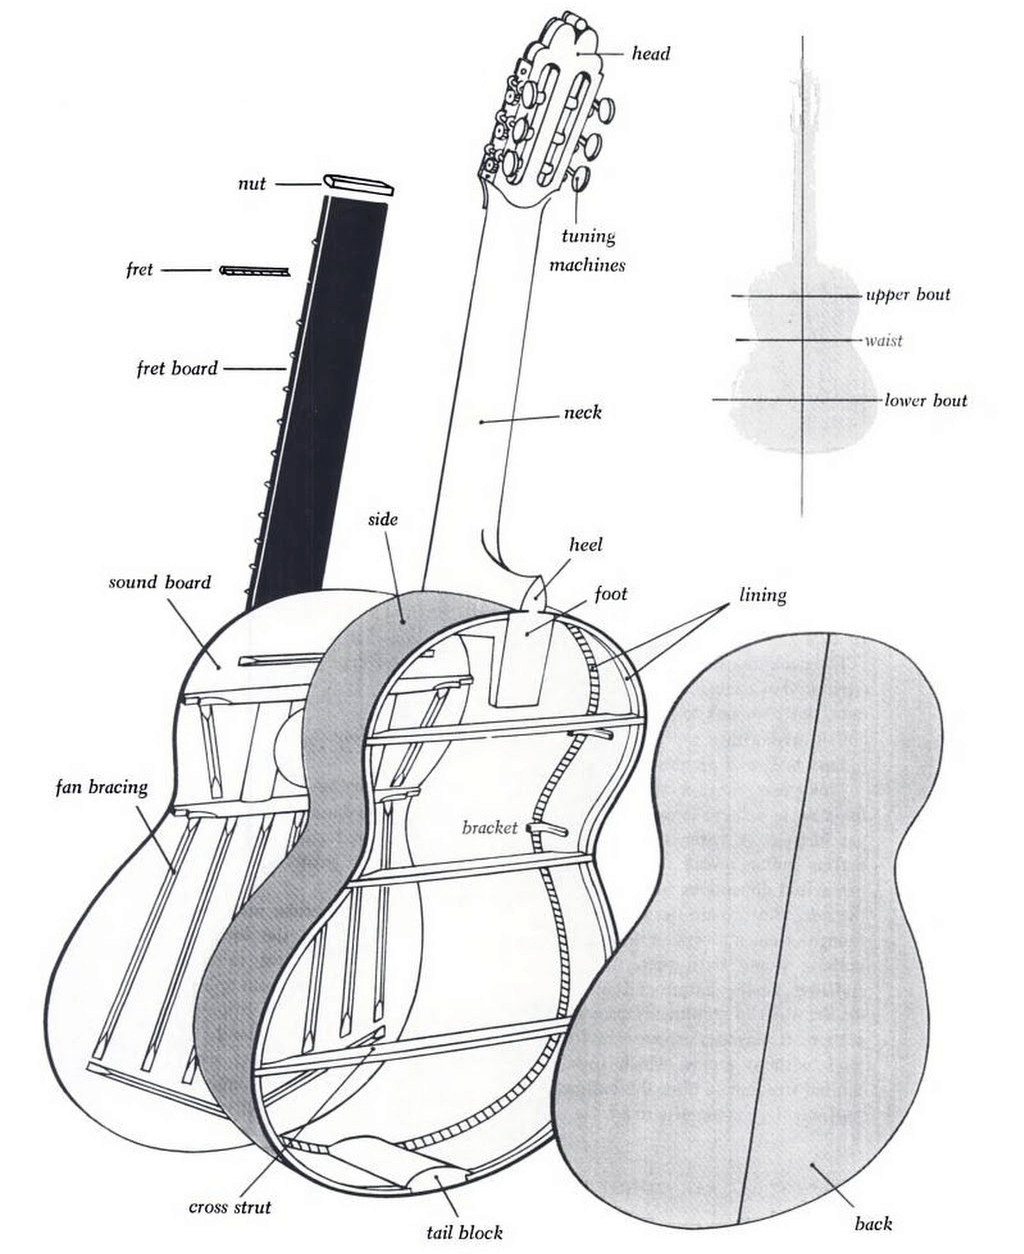 head
nut
tuning
machines
fret
upper bout
waist
fret board
lower bout
neck
side
heel
sound board
foot
lining
fan bracing
bracket
cross strut
tail block
back